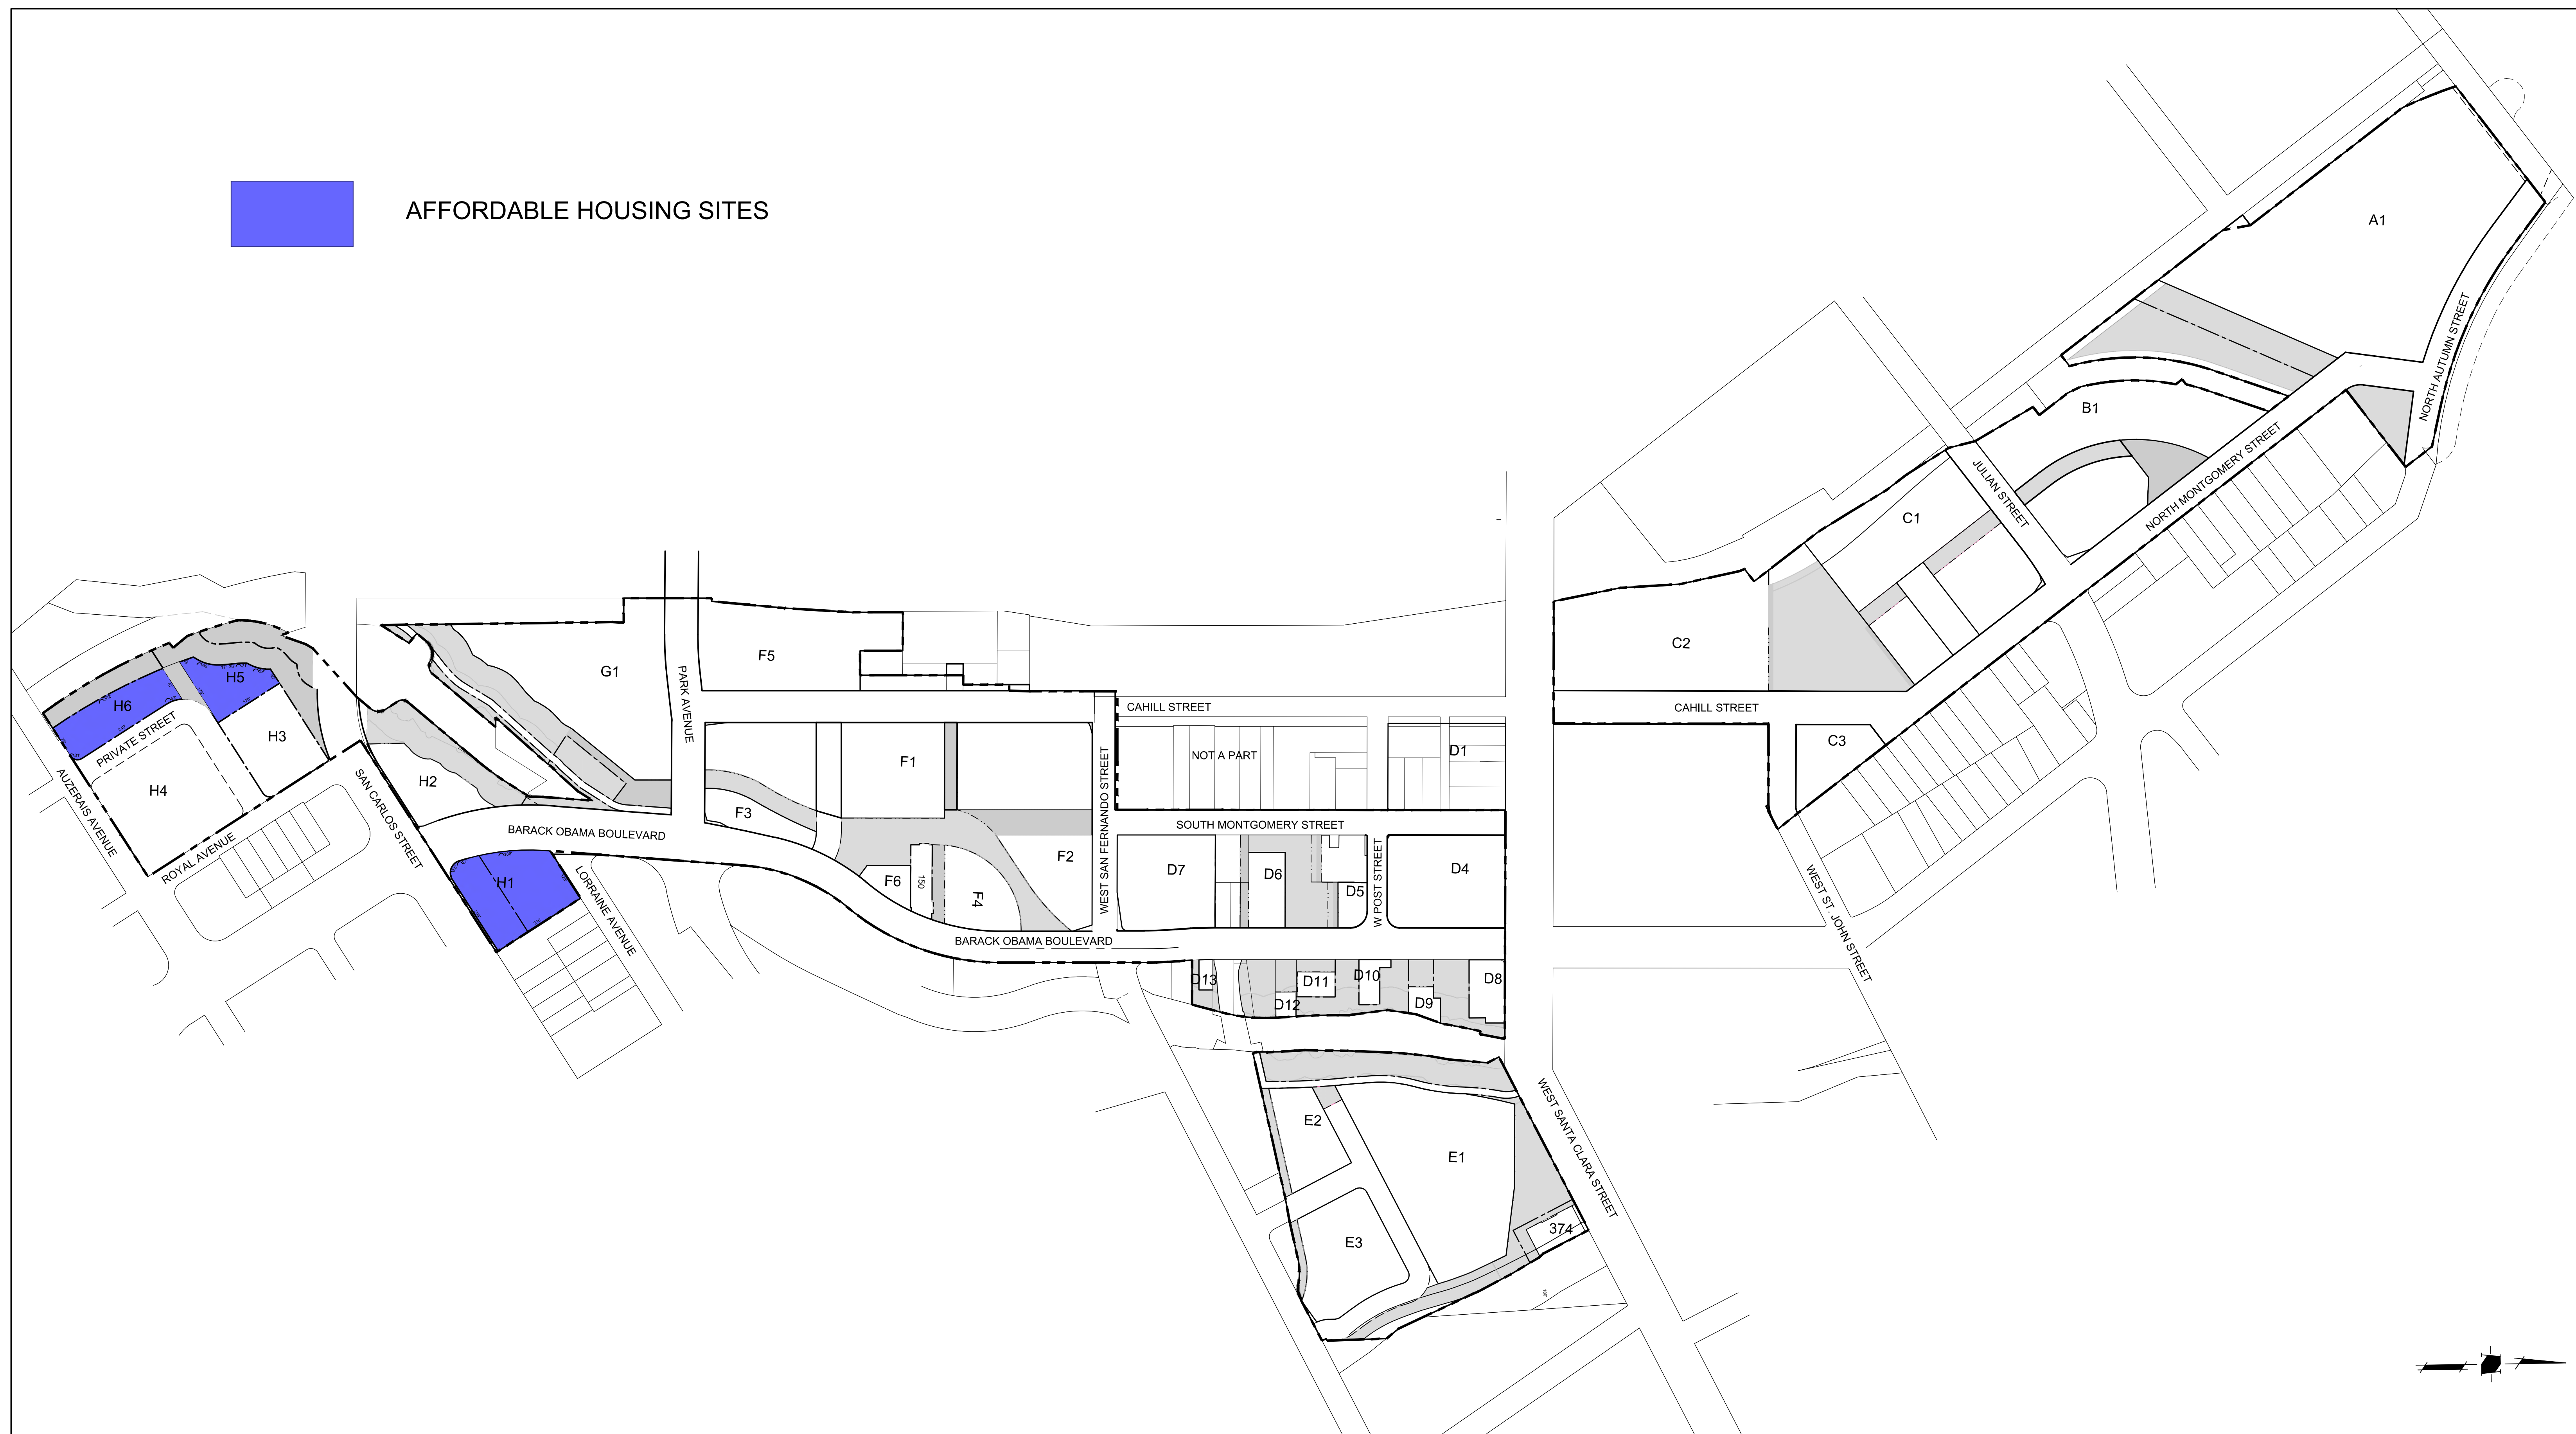 AFFORDABLE HOUSING SITES
A1
NORTH AUTUMN STREET
B1
NORTH MONTGOMERY STREET
JULIAN STREET
C1
C2
CAHILL STREET
C3
WEST ST. JOHN STREET
G1
PARK AVENUE
F5
CAHILL STREET
NOT A PART
D1
F1
WEST SAN FERNANDO STREET
H5
H6
PRIVATE STREET
H3
H4
AUZERAIS AVENUE
ROYAL AVENUE
SAN CARLOS STREET
H2
BARACK OBAMA BOULEVARD
F3
SOUTH MONTGOMERY STREET
F2
H1
LORRAINE AVENUE
F6
150
F4
D7
D6
D5
W POST STREET
D4
BARACK OBAMA BOULEVARD
D13
D12
D11
D10
D9
D8
E2
E1
WEST SANTA CLARA STREET
374
E3